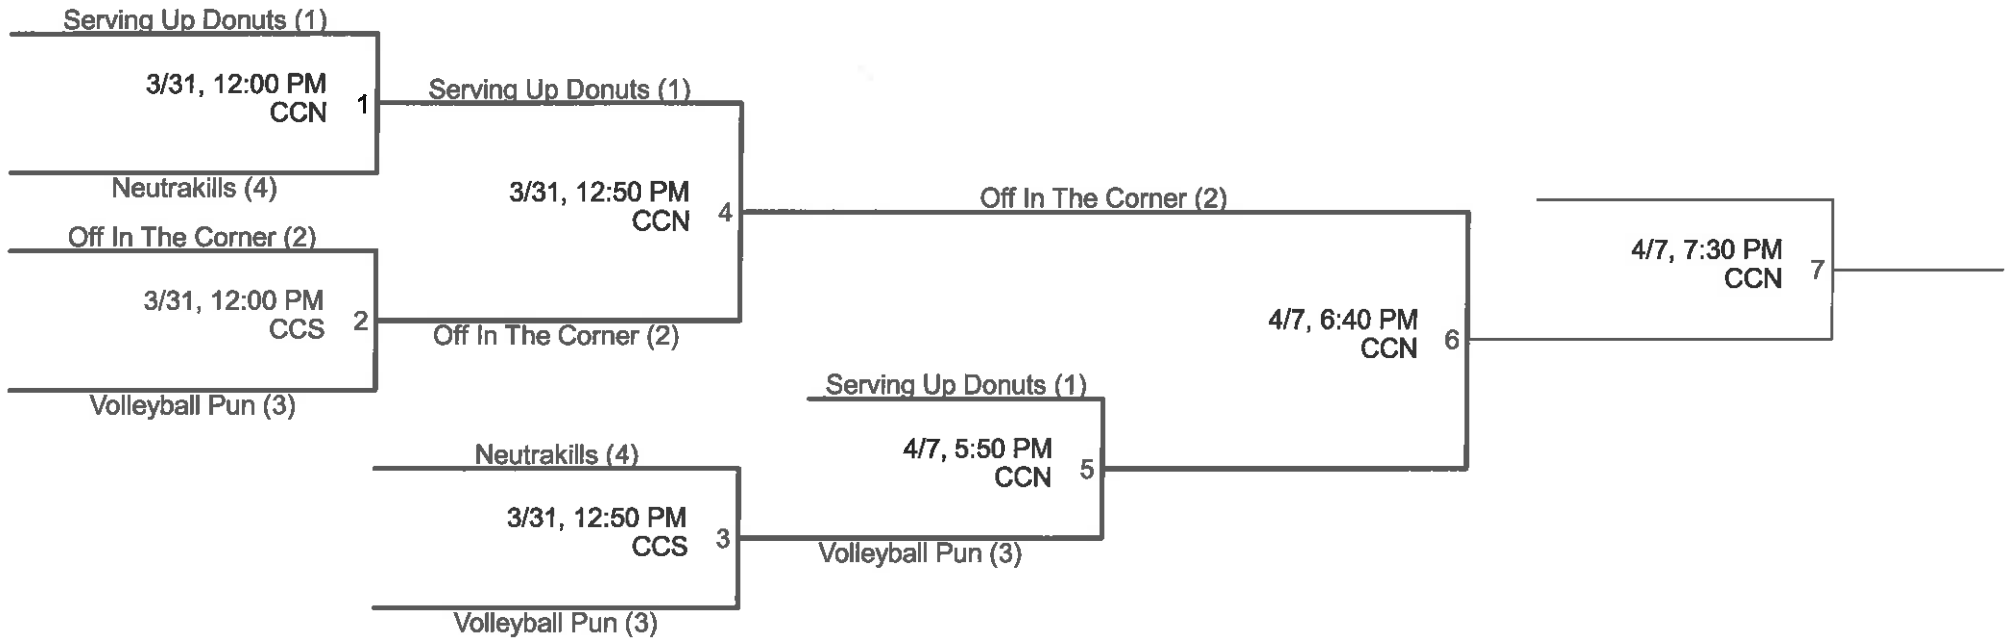 Serving Up Donuts (1)
3/31, 12:00 PM
CCN
1
Neutrakills (4)
Off In The Corner (2)
3/31, 12:00 PM
CCS
2
Volleyball Pun (3)
Serving Up Donuts (1)
3/31, 12:50 PM
CCN
4
Off In The Corner (2)
Neutrakills (4)
3/31, 12:50 PM
CCS
3
Volleyball Pun (3)
Serving Up Donuts (1)
4/7, 5:50 PM
CCN
5
Volleyball Pun (3)
Off In The Corner (2)
4/7, 6:40 PM
CCN
6
4/7, 7:30 PM
CCN
7